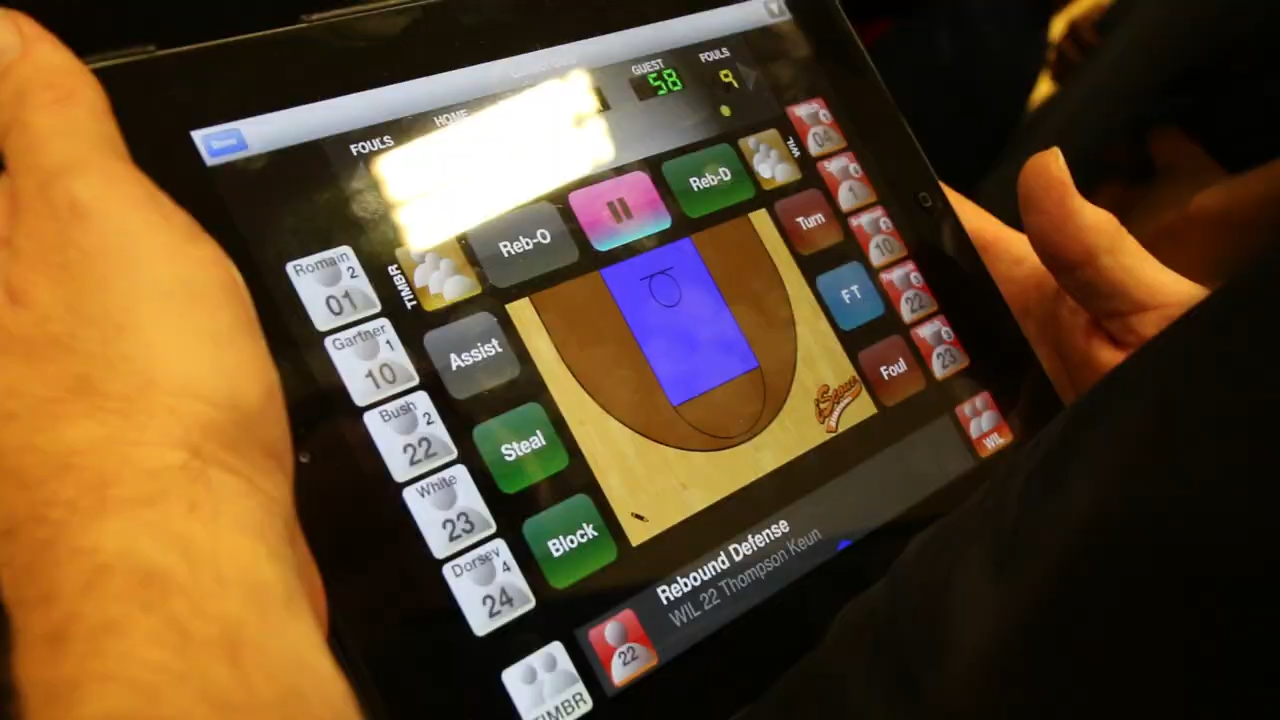 GUEST
58
FOULS
9
FOULS
HOME
TIMBR
WIL
Reb-O
Reb-D
Assist
Steal
Block
Turn
FT
Foul
Romain
2
01
Gartner
1
10
Bush
2
22
White
23
Dorsey
4
24
TIMBR
04
1
10
22
23
WIL
iScout
Rebound Defense
WIL 22 Thompson Keun
22